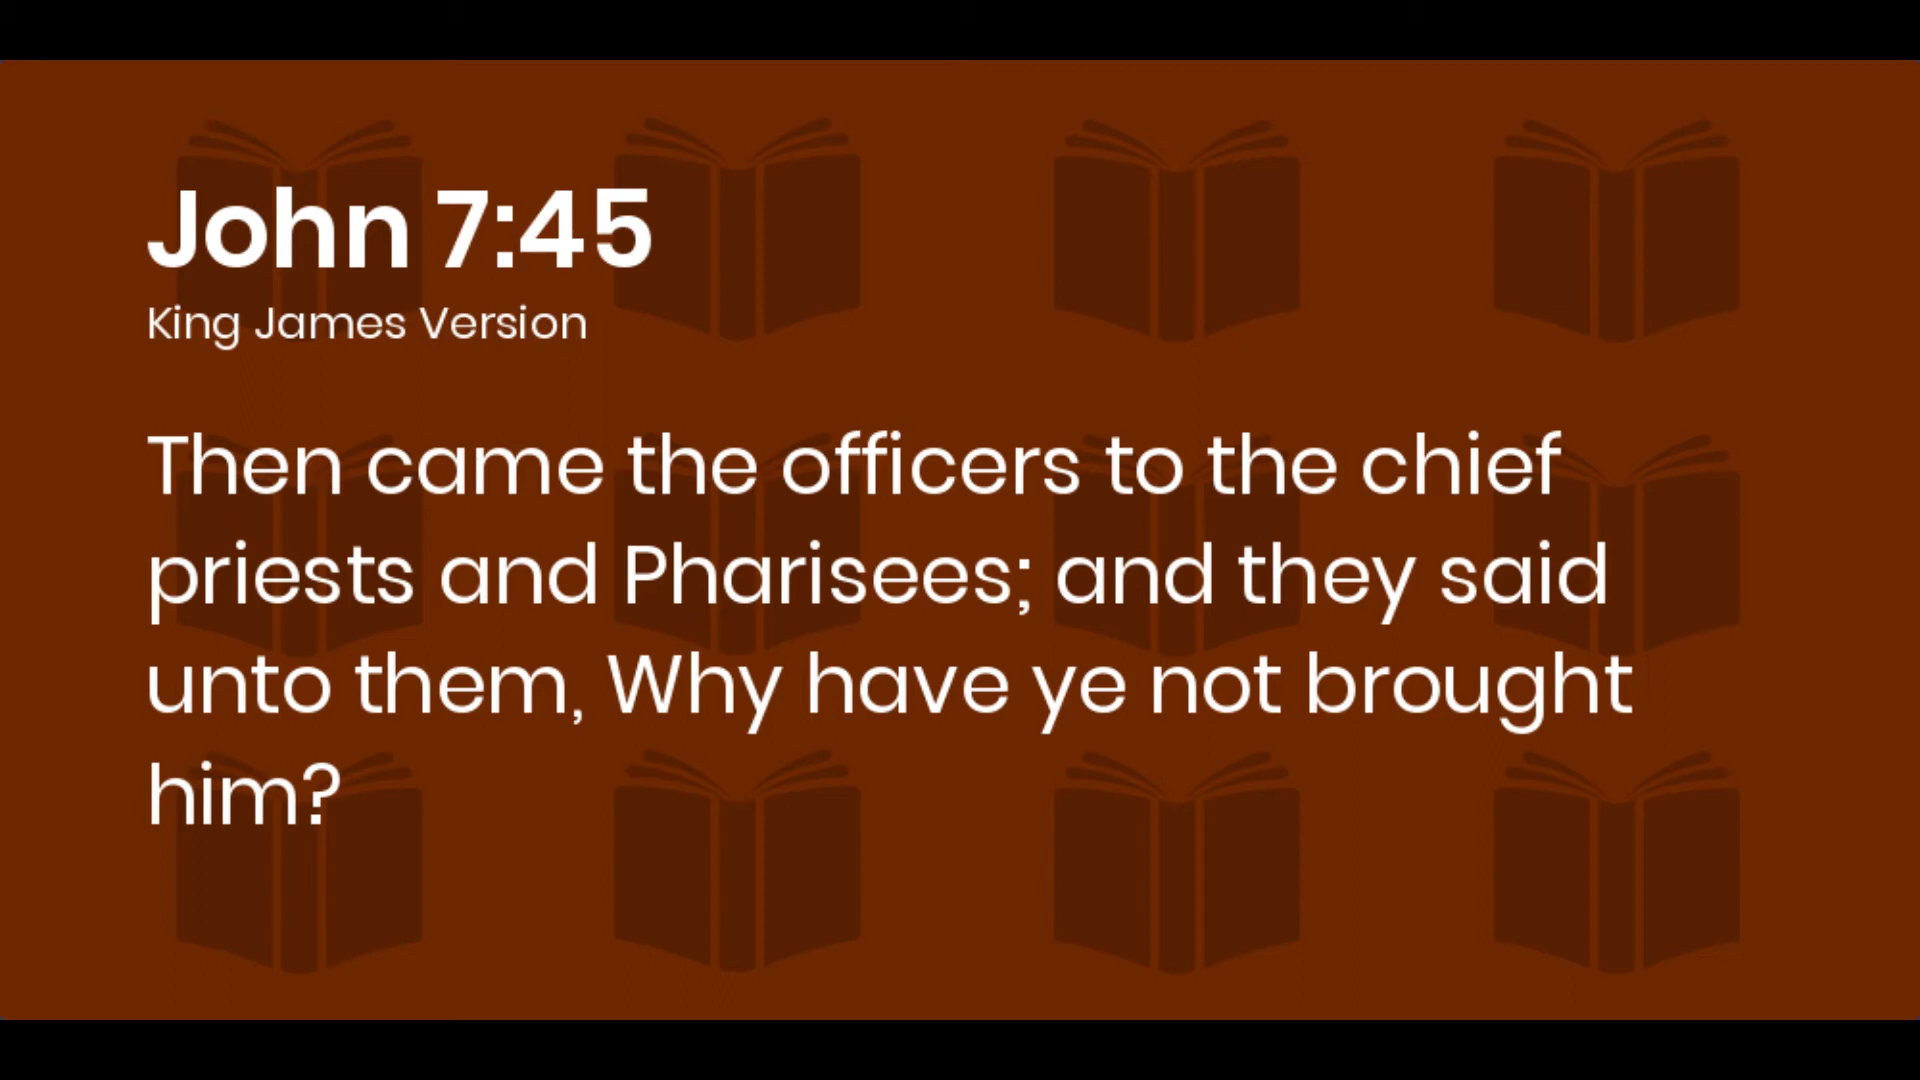 John 7:45
King James Version
Then came the officers to the chief
priests and Pharisees; and they said
unto them, Why have ye not brought
him?